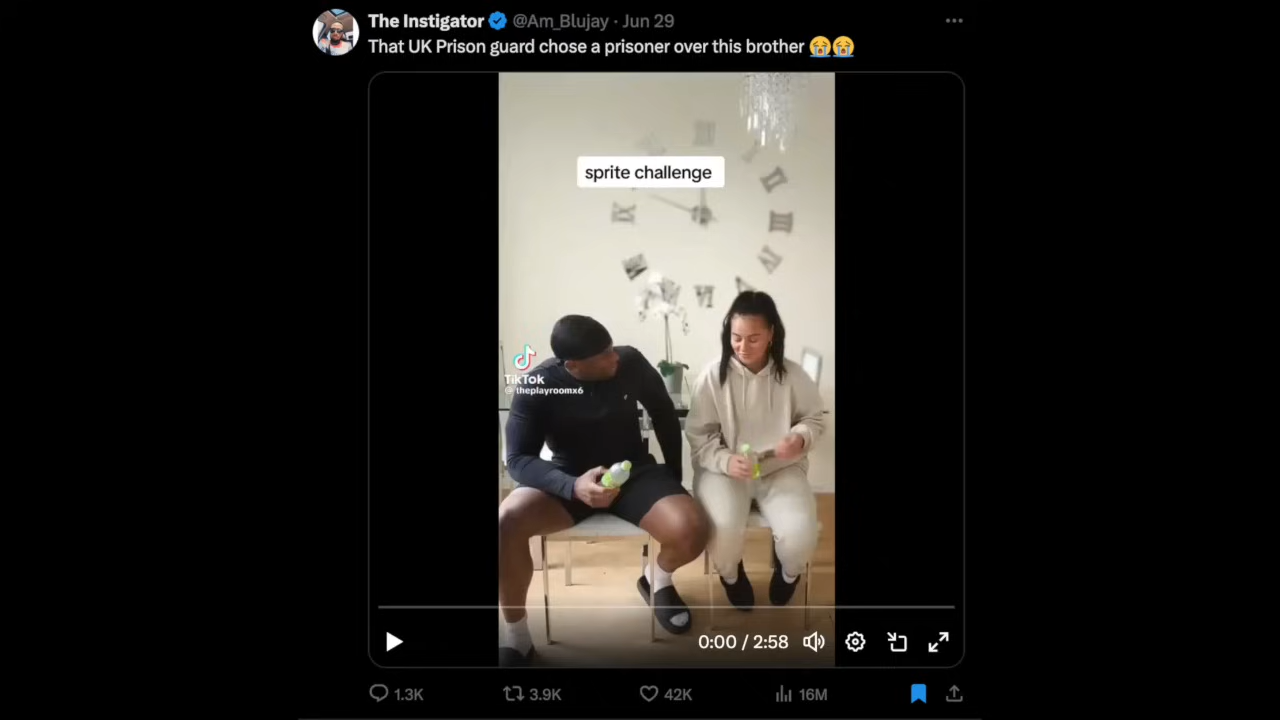 The Instigator @Am_Blujay · Jun 29
That UK Prison guard chose a prisoner over this brother 😭😭
sprite challenge
TikTok
@ theplayroomx6
0:00 / 2:58
1.3K 3.9K 42K 16M